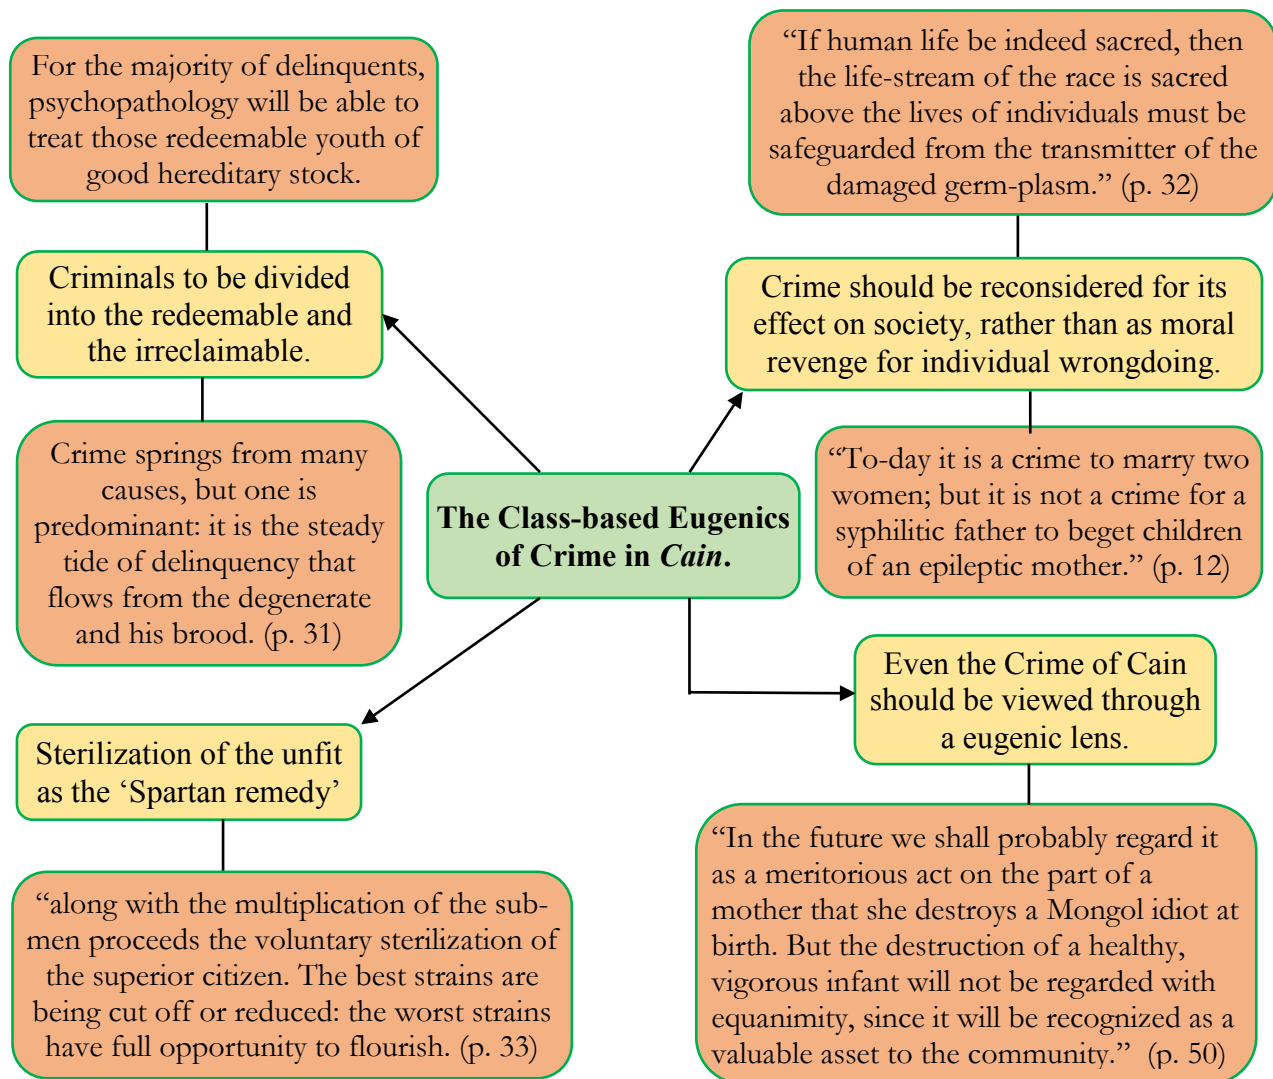 For the majority of delinquents,
psychopathology will be able to
treat those redeemable youth of
good hereditary stock.
Criminals to be divided
into the redeemable and
the irreclaimable.
Crime springs from many
causes, but one is
predominant: it is the steady
tide of delinquency that
flows from the degenerate
and his brood. (p. 31)
“If human life be indeed sacred, then
the life-stream of the race is sacred
above the lives of individuals must be
safeguarded from the transmitter of the
damaged germ-plasm.” (p. 32)
Crime should be reconsidered for its
effect on society, rather than as moral
revenge for individual wrongdoing.
“To-day it is a crime to marry two
women; but it is not a crime for a
syphilitic father to beget children
of an epileptic mother.” (p. 12)
The Class-based Eugenics
of Crime in Cain.
Sterilization of the unfit
as the ‘Spartan remedy’
“along with the multiplication of the sub-
men proceeds the voluntary sterilization of
the superior citizen. The best strains are
being cut off or reduced: the worst strains
have full opportunity to flourish. (p. 33)
Even the Crime of Cain
should be viewed through
a eugenic lens.
“In the future we shall probably regard it
as a meritorious act on the part of a
mother that she destroys a Mongol idiot at
birth. But the destruction of a healthy,
vigorous infant will not be regarded with
equanimity, since it will be recognized as a
valuable asset to the community.” (p. 50)